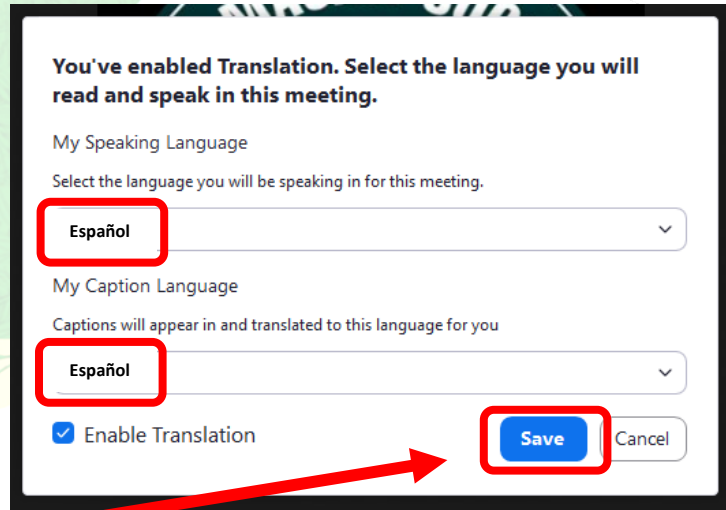 You've enabled Translation. Select the language you will
read and speak in this meeting.
My Speaking Language
Select the language you will be speaking in for this meeting.
Español
My Caption Language
Captions will appear in and translated to this language for you
Español
Enable Translation
Save
Cancel